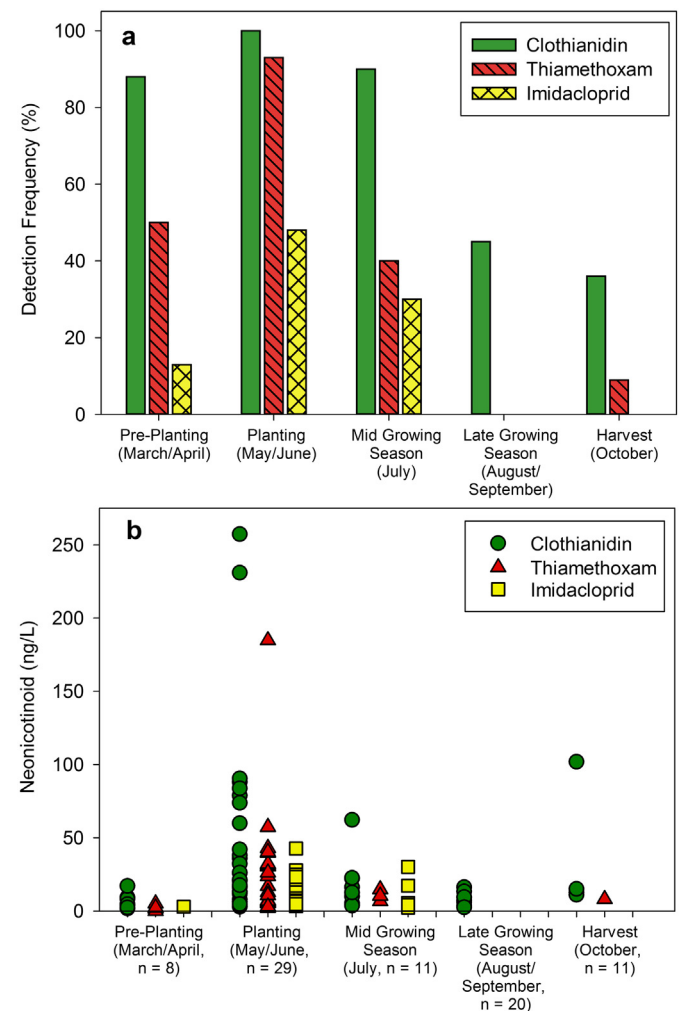 a
Clothianidin
Thiamethoxam
Imidacloprid
Detection Frequency (%)
100
80
60
40
20
0
Pre-Planting
(March/April)
Planting
(May/June)
Mid Growing
Season
(July)
Late Growing
Season
(August/
September)
Harvest
(October)
b
Clothianidin
Thiamethoxam
Imidacloprid
Neonicotinoid (ng/L)
250
200
150
100
50
0
Pre-Planting
(March/April,
n = 8)
Planting
(May/June,
n = 29)
Mid Growing
Season
(July, n = 11)
Late Growing
Season
(August/
September,
n = 20)
Harvest
(October,
n = 11)